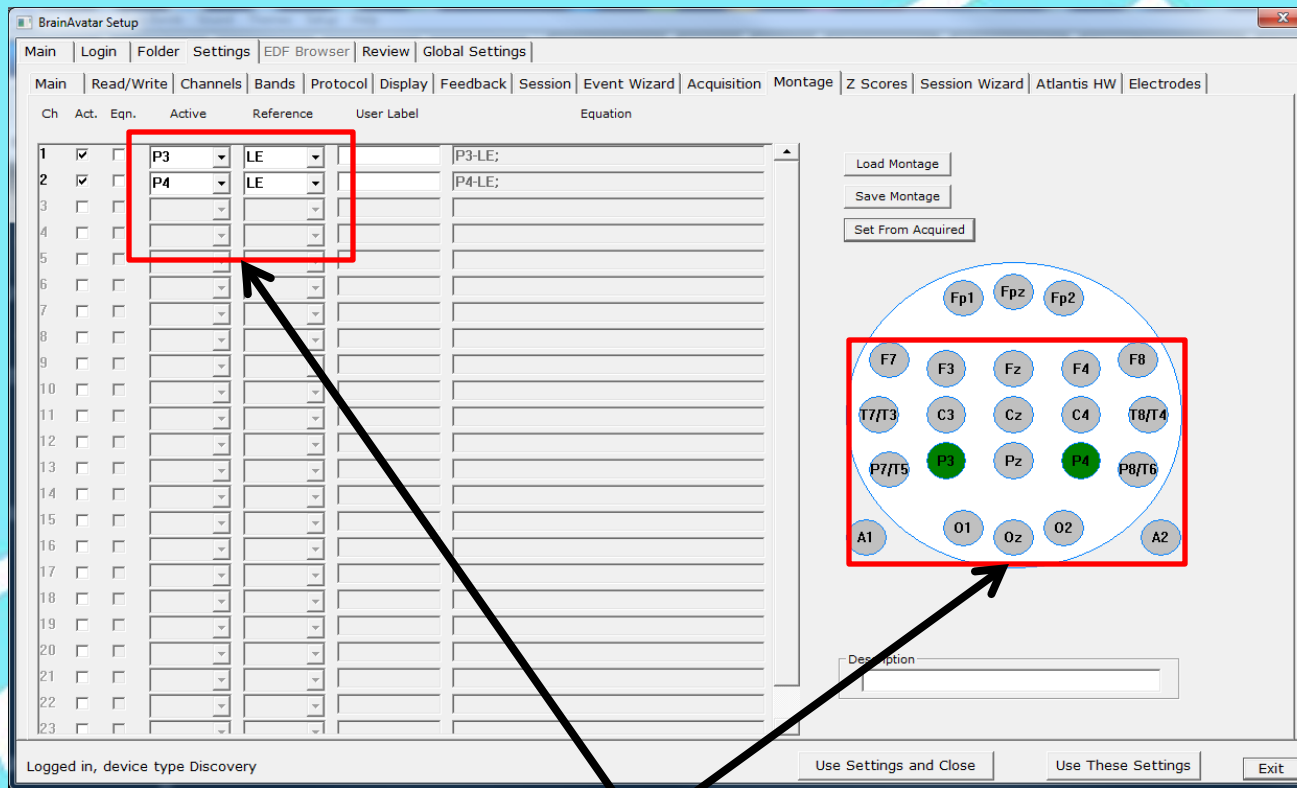 BrainAvatar Setup
Main Login Folder Settings EDF Browser Review Global Settings
Main Read/Write Channels Bands Protocol Display Feedback Session Event Wizard Acquisition Montage Z Scores Session Wizard Atlantis HW Electrodes
Ch Act. Eqn. Active Reference User Label Equation
1 P3 LE P3-LE;
2 P4 LE P4-LE;
3
4
5
6
7
8
9
10
11
12
13
14
15
16
17
18
19
20
21
22
23
Load Montage
Save Montage
Set From Acquired
Fp1 Fpz Fp2
F7 F3 Fz F4 F8
T7/T3 C3 Cz C4 T8/T4
P7/T5 P3 Pz P4 P8/T6
A1 O1 Oz O2 A2
Description
Logged in, device type Discovery
Use Settings and Close Use These Settings Exit